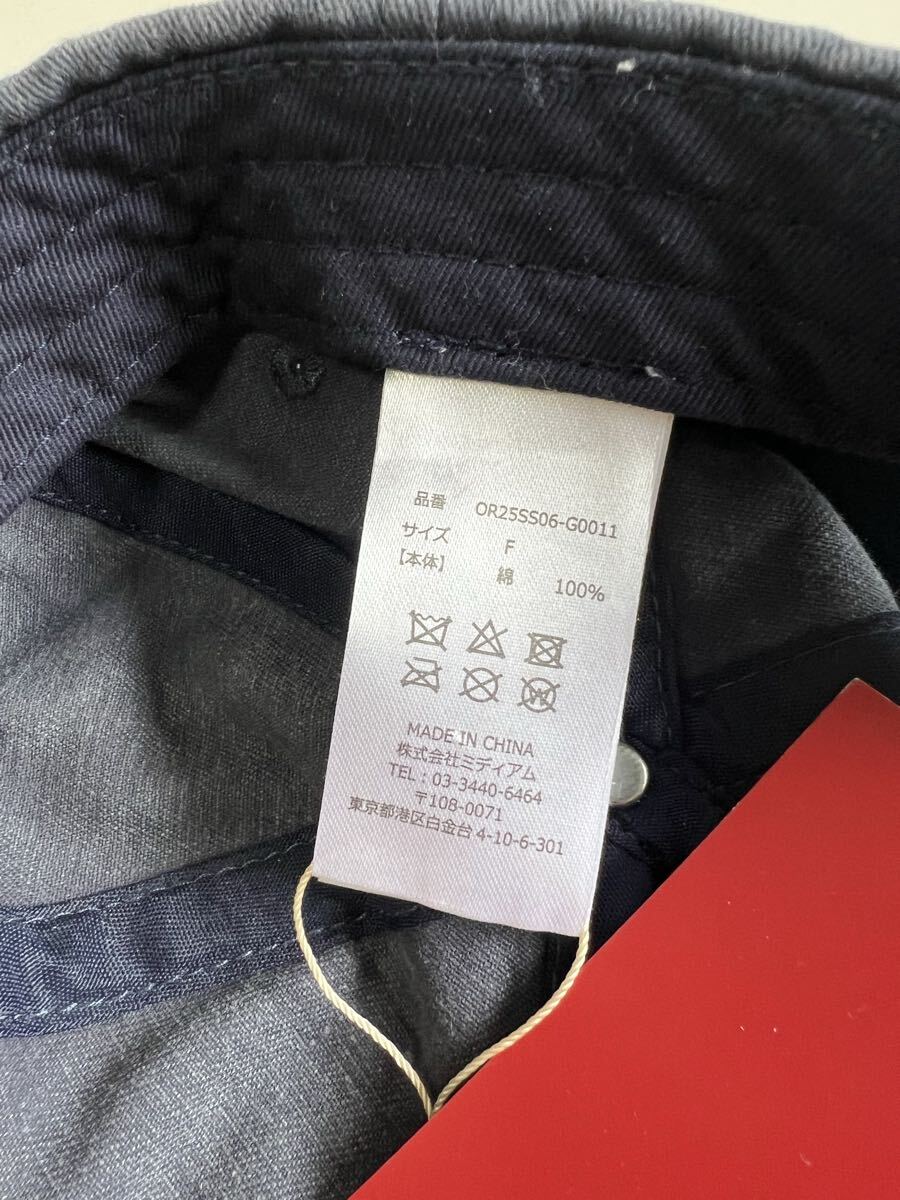 品番 OR25SS06-G0011
サイズ F
【本体】 綿 100%
MADE IN CHINA
株式会社ミディアム
TEL：03-3440-6464
〒108-0071
東京都港区白金台4-10-6-301